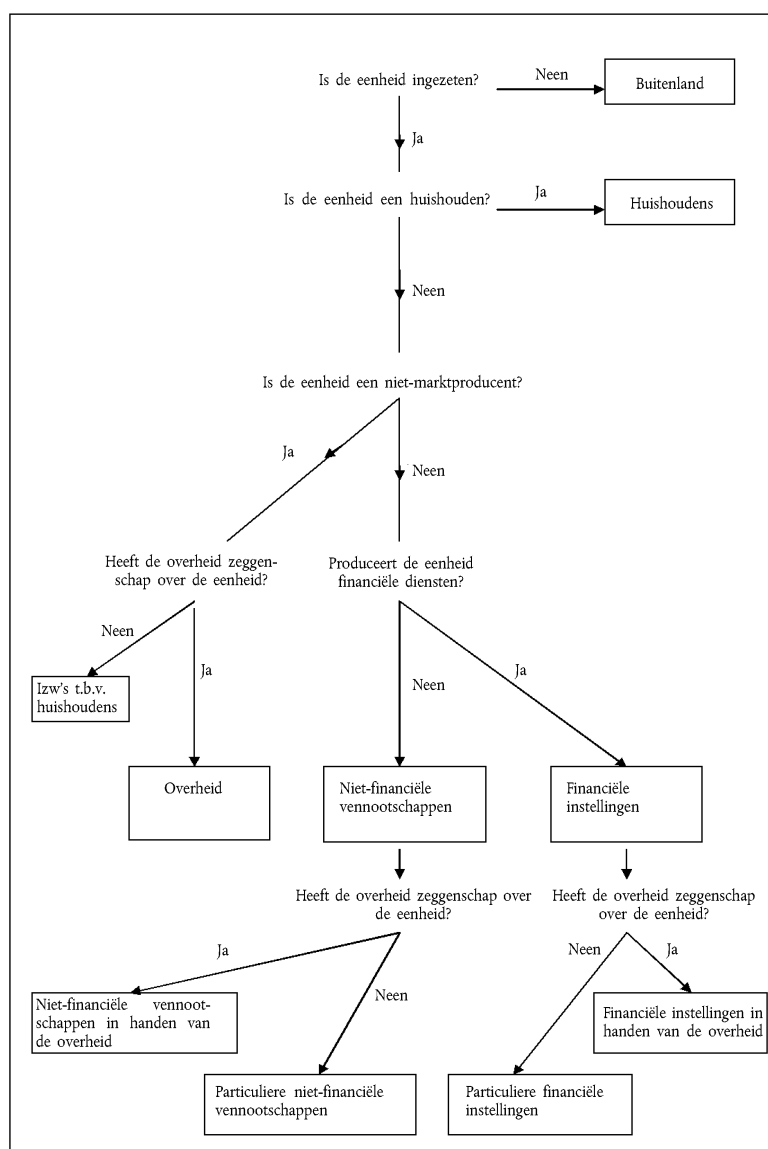 Is de eenheid ingezeten?
Neen
Buitenland
Ja
Is de eenheid een huishouden?
Ja
Huishoudens
Neen
Is de eenheid een niet-marktproducent?
Ja
Neen
Heeft de overheid zeggen-
schap over de eenheid?
Produceert de eenheid
financiële diensten?
Neen
Ja
Neen
Ja
Izw's t.b.v.
huishoudens
Overheid
Niet-financiële
vennootschappen
Financiële
instellingen
Heeft de overheid zeggenschap over
de eenheid?
Heeft de overheid zeggenschap
over de eenheid?
Ja
Neen
Neen
Ja
Niet-financiële vennoot-
schappen in handen van
de overheid
Financiële instellingen in
handen van de overheid
Particuliere niet-financiële
vennootschappen
Particuliere financiële
instellingen